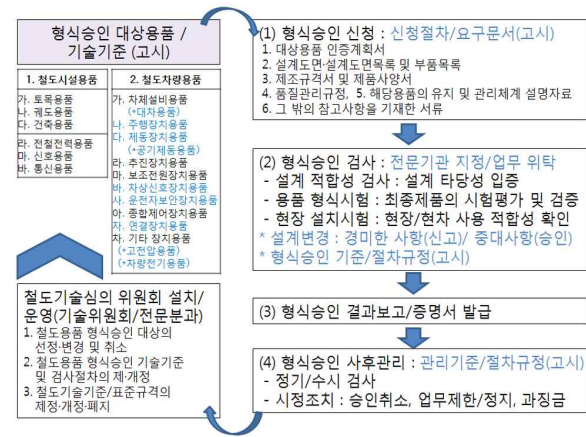 형식승인 대상용품 /
기술기준 (고시)
1. 철도시설용품
가. 토목용품
나. 궤도용품
다. 건축용품
라. 전철전력용품
마. 신호용품
바. 통신용품
2. 철도차량용품
가. 차체설비용품
(*대차용품)
나. 주행장치용품
다. 제동장치용품
(*공기제동용품)
라. 추진장치용품
마. 보조전원장치용품
바. 차상신호장치용품
사. 운전자보안장치용품
아. 종합제어장치용품
자. 연결장치용품
차. 기타 장치용품
(*고전압용품)
(*차량전기용품)
철도기술심의 위원회 설치/
운영(기술위원회/전문분과)
1. 철도용품 형식승인 대상의
선정·변경 및 취소
2. 철도용품 형식승인 기술기준
및 검사절차의 제·개정
3. 철도기술기준/표준규격의
제정·개정·폐지
(1) 형식승인 신청 : 신청절차/요구문서(고시)
1. 대상용품 인증계획서
2. 설계도면·설계도면목록 및 부품목록
3. 제조규격서 및 제품사양서
4. 품질관리규정, 5. 해당용품의 유지 및 관리체계 설명자료
6. 그 밖의 참고사항을 기재한 서류
(2) 형식승인 검사 : 전문기관 지정/업무 위탁
- 설계 적합성 검사 : 설계 타당성 입증
- 용품 형식시험 : 최종제품의 시험평가 및 검증
- 현장 설치시험 : 현장/현차 사용 적합성 확인
* 설계변경 : 경미한 사항(신고)/ 중대사항(승인)
* 형식승인 기준/절차규정(고시)
(3) 형식승인 결과보고/증명서 발급
(4) 형식승인 사후관리 : 관리기준/절차규정(고시)
- 정기/수시 검사
- 시정조치 : 승인취소, 업무제한/정지, 과징금